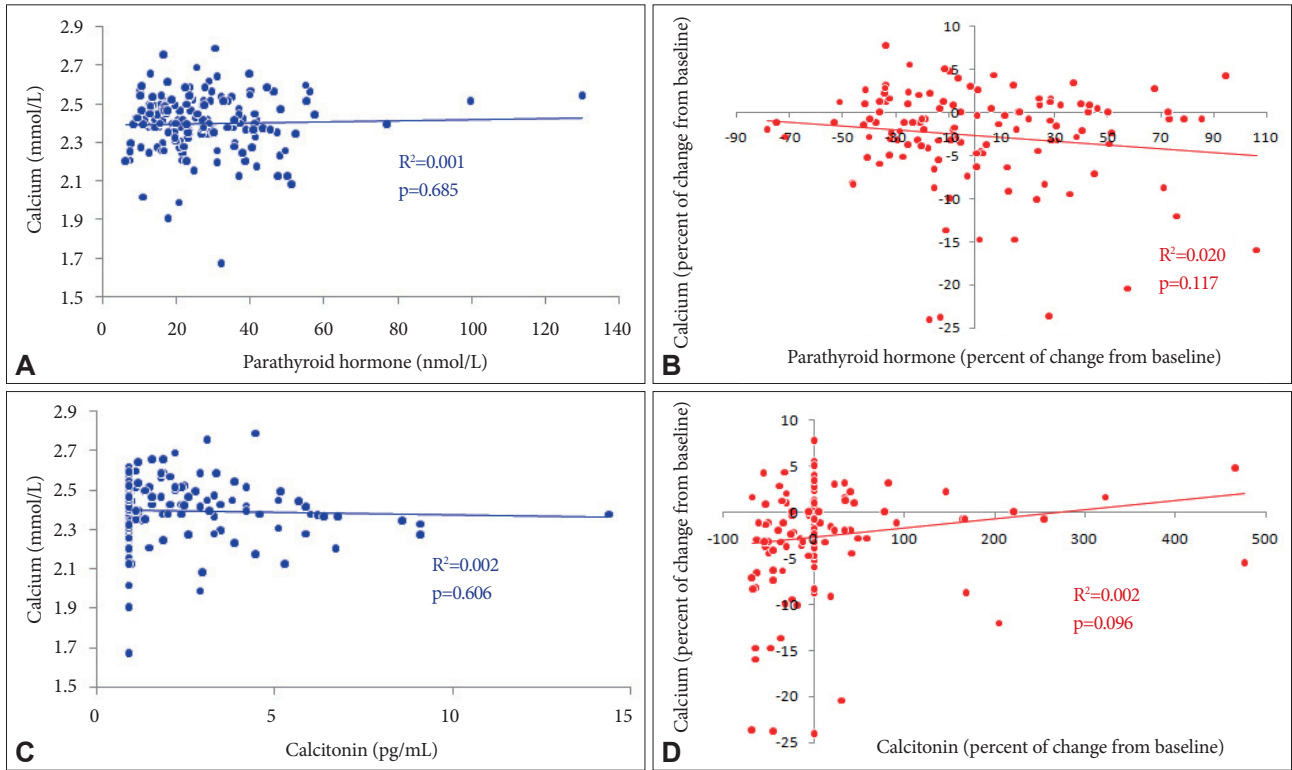 2.9
2.7
2.5
2.3
2.1
1.9
1.7
1.5
Calcium (mmol/L)
0 20 40 60 80 100 120 140
Parathyroid hormone (nmol/L)
R²=0.001
p=0.685
A
10
5
0
-5
-10
-15
-20
-25
Calcium (percent of change from baseline)
-90 -70 -50 -30 -10 10 30 50 70 90 110
Parathyroid hormone (percent of change from baseline)
R²=0.020
p=0.117
B
2.9
2.7
2.5
2.3
2.1
1.9
1.7
1.5
Calcium (mmol/L)
0 5 10 15
Calcitonin (pg/mL)
R²=0.002
p=0.606
C
10
5
0
-5
-10
-15
-20
-25
Calcium (percent of change from baseline)
-100 0 100 200 300 400 500
Calcitonin (percent of change from baseline)
R²=0.002
p=0.096
D